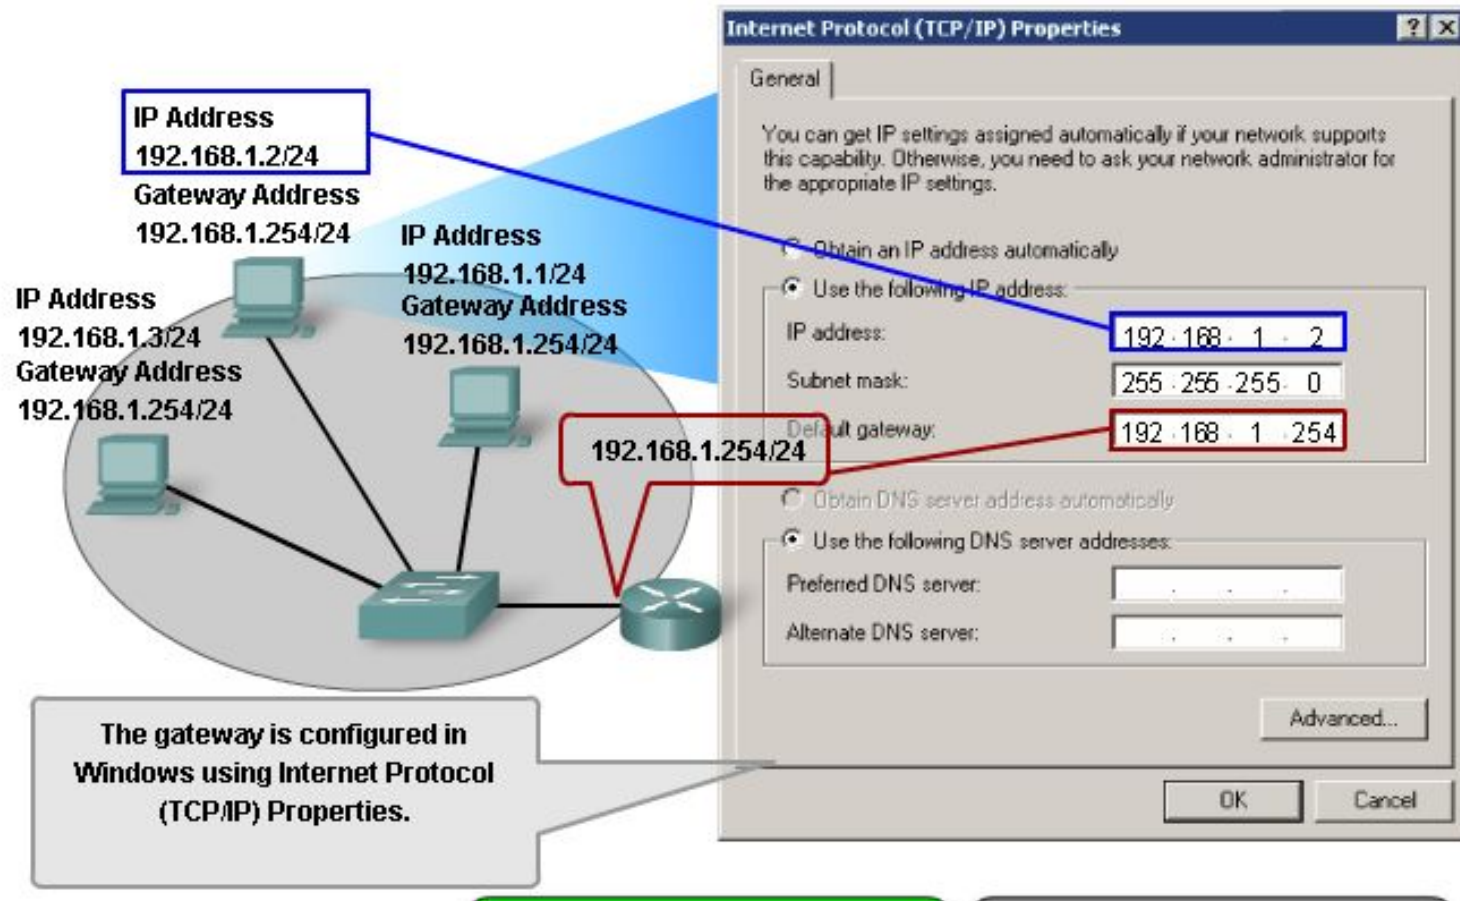 Internet Protocol (TCP/IP) Properties
General
You can get IP settings assigned automatically if your network supports
this capability. Otherwise, you need to ask your network administrator for
the appropriate IP settings.
Obtain an IP address automatically
Use the following IP address:
IP address:
192 . 168 . 1 . 2
Subnet mask:
255 . 255 . 255 . 0
Default gateway:
192 . 168 . 1 . 254
Obtain DNS server address automatically
Use the following DNS server addresses:
Preferred DNS server:
Alternate DNS server:
Advanced...
OK
Cancel
IP Address
192.168.1.2/24
Gateway Address
192.168.1.254/24
IP Address
192.168.1.1/24
Gateway Address
192.168.1.254/24
IP Address
192.168.1.3/24
Gateway Address
192.168.1.254/24
192.168.1.254/24
The gateway is configured in
Windows using Internet Protocol
(TCP/IP) Properties.